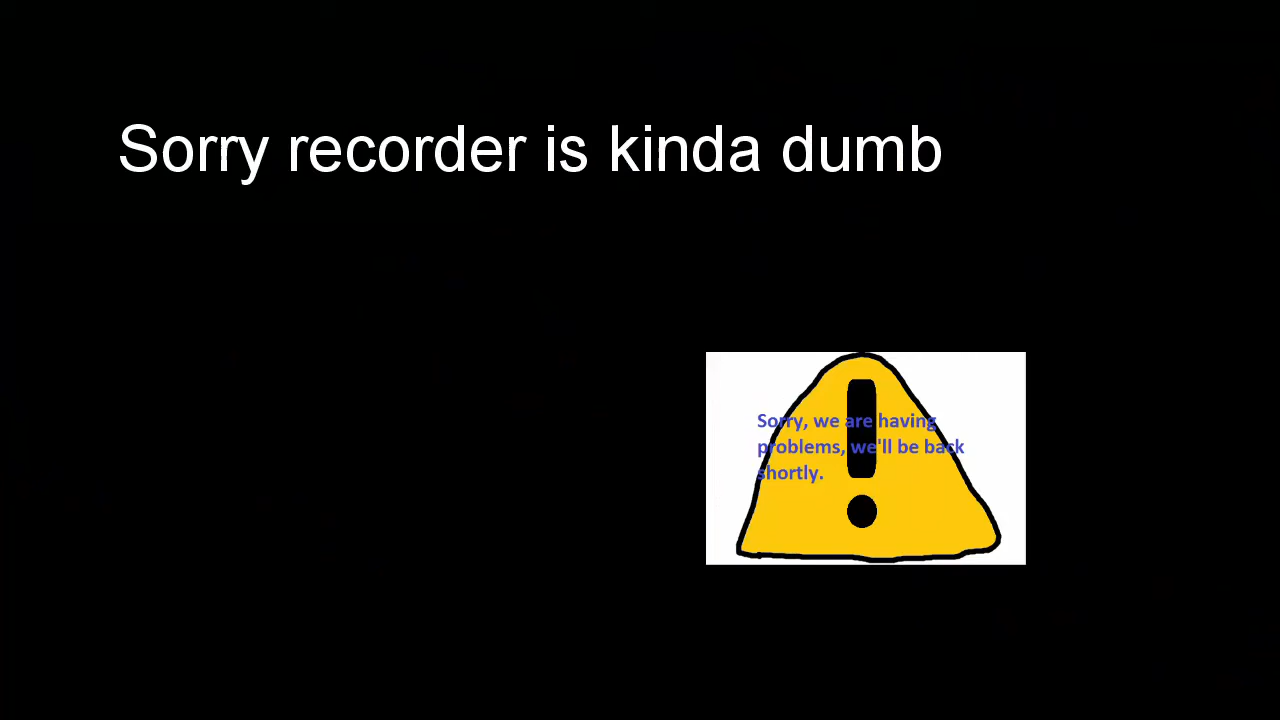 Sorry recorder is kinda dumb
Sorry, we are having
problems, we'll be back
shortly.